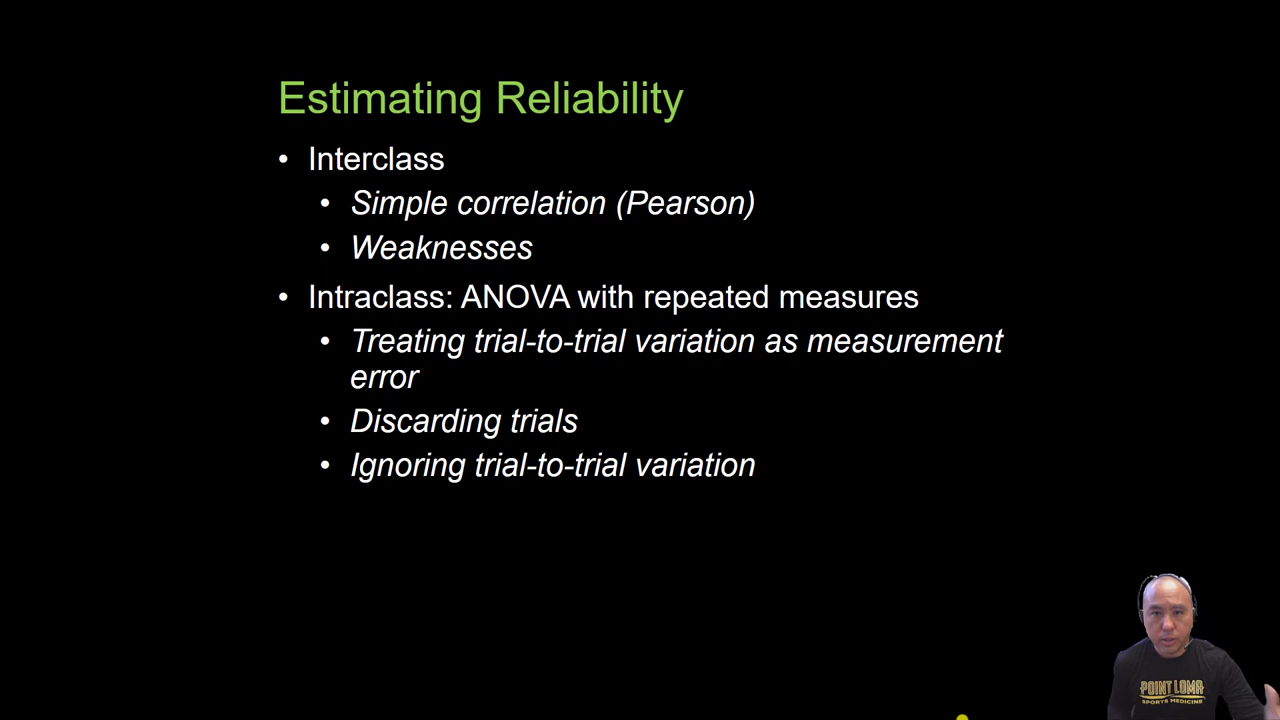 Estimating Reliability
• Interclass
• Simple correlation (Pearson)
• Weaknesses
• Intraclass: ANOVA with repeated measures
• Treating trial-to-trial variation as measurement
error
• Discarding trials
• Ignoring trial-to-trial variation
POINT LOMA
SPORTS MEDICINE